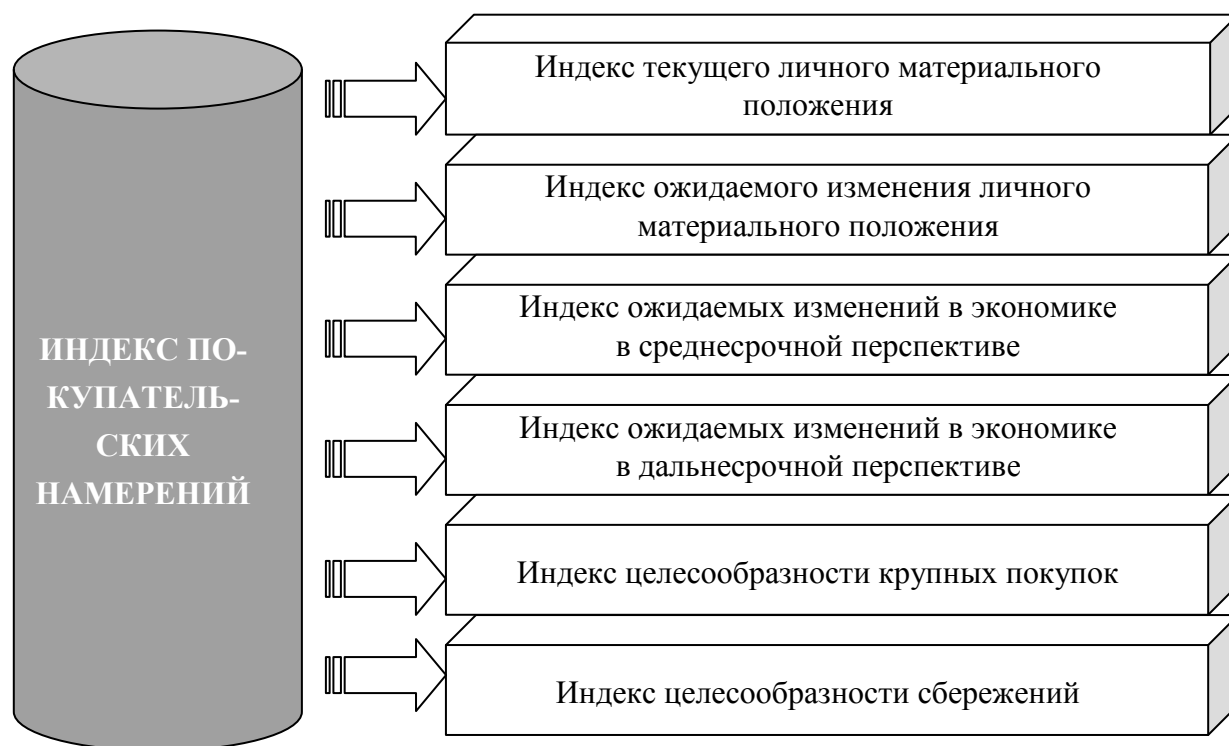 ИНДЕКС ПО-
КУПАТЕЛЬ-
СКИХ
НАМЕРЕНИЙ
Индекс текущего личного материального
положения
Индекс ожидаемого изменения личного
материального положения
Индекс ожидаемых изменений в экономике
в среднесрочной перспективе
Индекс ожидаемых изменений в экономике
в дальнесрочной перспективе
Индекс целесообразности крупных покупок
Индекс целесообразности сбережений